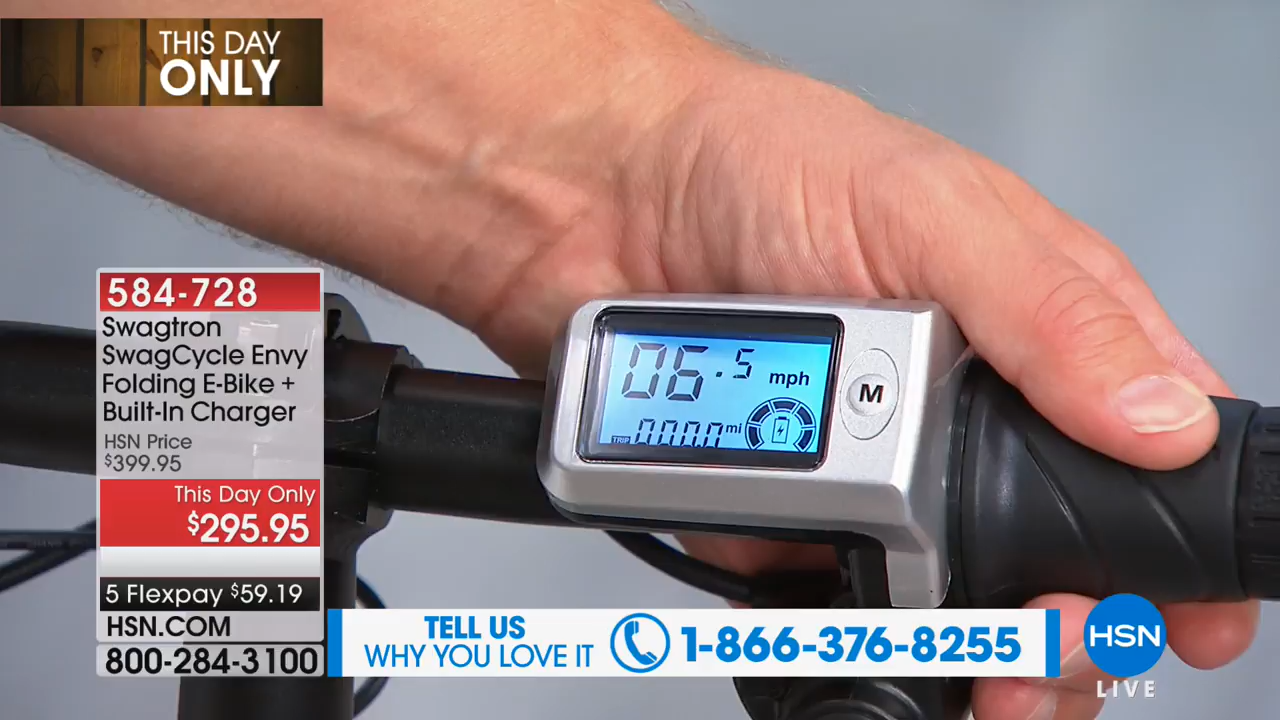 THIS DAY
ONLY
584-728
Swagtron
SwagCycle Envy
Folding E-Bike +
Built-In Charger
HSN Price
$399.95
This Day Only
$295.95
5 Flexpay $59.19
HSN.COM
800-284-3100
06.5 mph
TRIP 000.0 mi
M
TELL US
WHY YOU LOVE IT
1-866-376-8255
HSN
LIVE